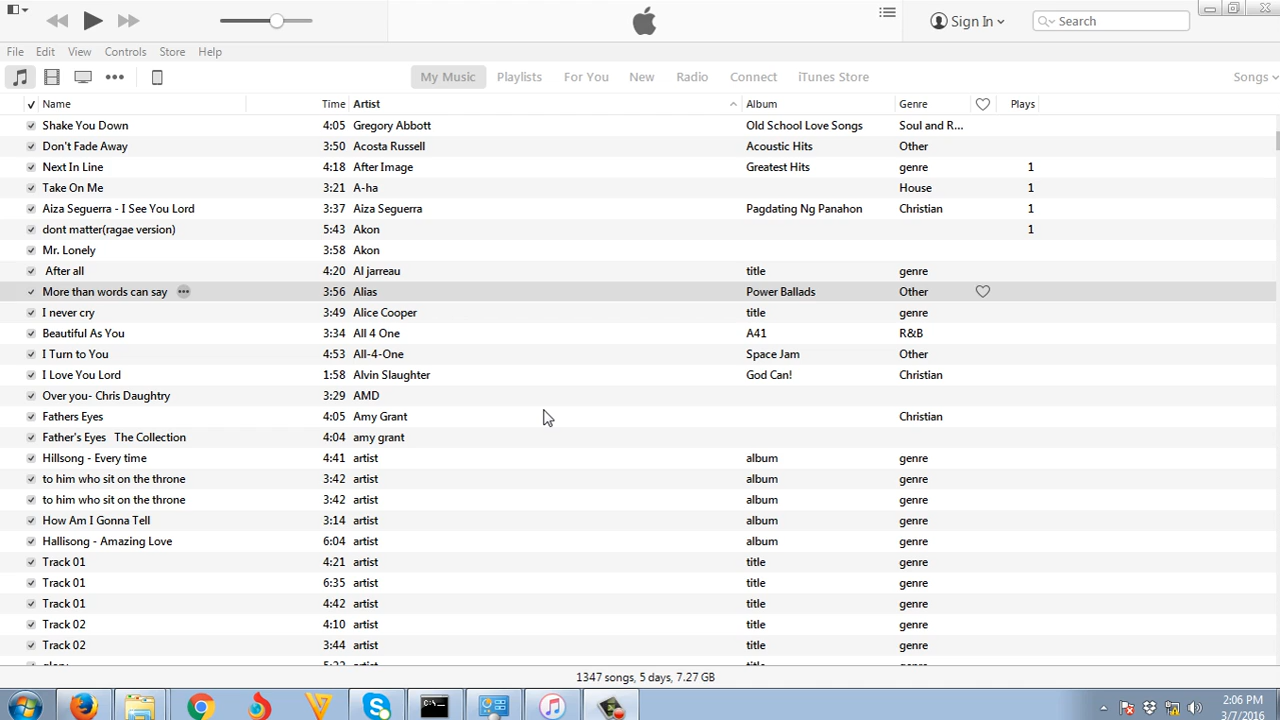 Sign In Search
File Edit View Controls Store Help
My Music Playlists For You New Radio Connect iTunes Store Songs
Name Time Artist Album Genre Plays
Shake You Down 4:05 Gregory Abbott Old School Love Songs Soul and R...
Don't Fade Away 3:50 Acosta Russell Acoustic Hits Other
Next In Line 4:18 After Image Greatest Hits genre 1
Take On Me 3:21 A-ha House 1
Aiza Seguerra - I See You Lord 3:37 Aiza Seguerra Pagdating Ng Panahon Christian 1
dont matter(ragae version) 5:43 Akon 1
Mr. Lonely 3:58 Akon
After all 4:20 Al jarreau title genre
More than words can say 3:56 Alias Power Ballads Other
I never cry 3:49 Alice Cooper title genre
Beautiful As You 3:34 All 4 One A41 R&B
I Turn to You 4:53 All-4-One Space Jam Other
I Love You Lord 1:58 Alvin Slaughter God Can! Christian
Over you- Chris Daughtry 3:29 AMD
Fathers Eyes 4:05 Amy Grant Christian
Father's Eyes The Collection 4:04 amy grant
Hillsong - Every time 4:41 artist album genre
to him who sit on the throne 3:42 artist album genre
to him who sit on the throne 3:42 artist album genre
How Am I Gonna Tell 3:14 artist album genre
Hallisong - Amazing Love 6:04 artist album genre
Track 01 4:21 artist title genre
Track 01 6:35 artist title genre
Track 01 4:42 artist title genre
Track 02 4:10 artist title genre
Track 02 3:44 artist title genre
1347 songs, 5 days, 7.27 GB
2:06 PM
3/7/2016